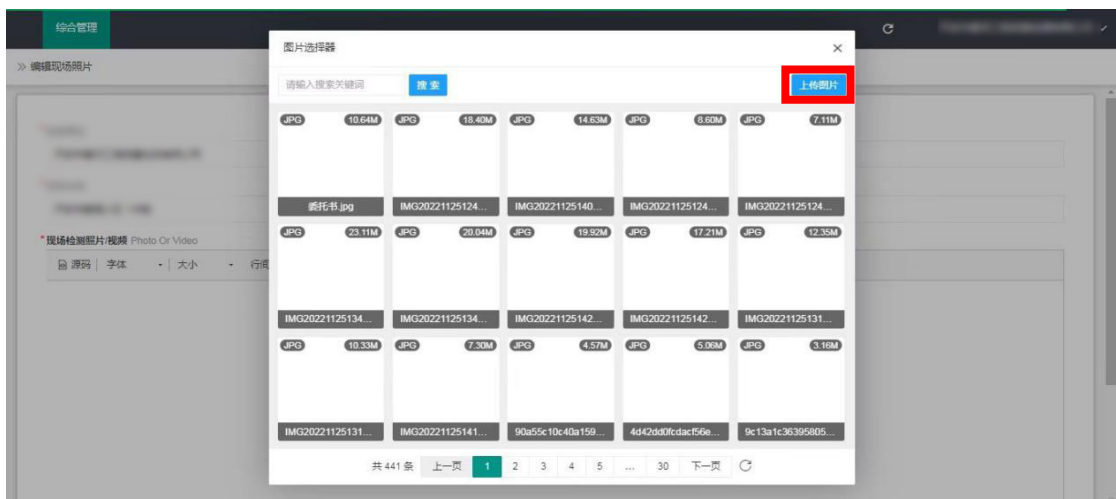 综合管理
图片选择器
编辑现场照片
请输入搜索关键词
搜索
上传图片
JPG 10.64M JPG 18.40M JPG 14.63M JPG 8.60M JPG 7.11M
委托书.jpg IMG20221125124... IMG20221125140... IMG20221125124... IMG20221125124...
JPG 23.11M JPG 20.04M JPG 19.92M JPG 17.21M JPG 12.35M
*现场检测照片/视频 Photo Or Video
源码 字体 大小 行间
IMG20221125134... IMG20221125134... IMG20221125142... IMG20221125142... IMG20221125131...
JPG 10.33M JPG 7.30M JPG 4.57M JPG 5.06M JPG 3.16M
IMG20221125131... IMG20221125141... 90a55c10c40a159... 4d42dd0fcdacf56e... 9c13a1c36395805...
共 441 条 上一页 1 2 3 4 5 ... 30 下一页